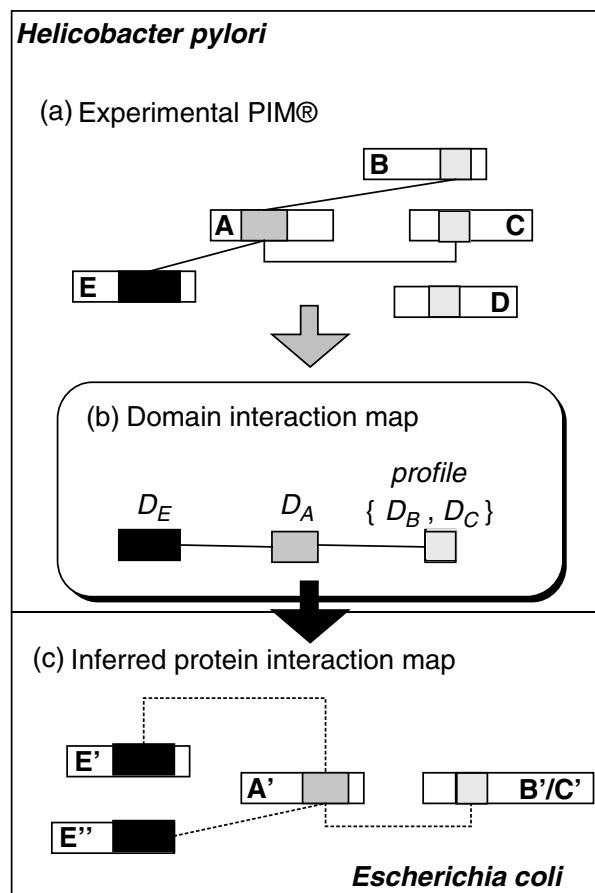 Helicobacter pylori
(a) Experimental PIM®
B
A
C
E
D
(b) Domain interaction map
profile
D_E D_A { D_B , D_C }
(c) Inferred protein interaction map
E'
A'
B'/C'
E''
Escherichia coli